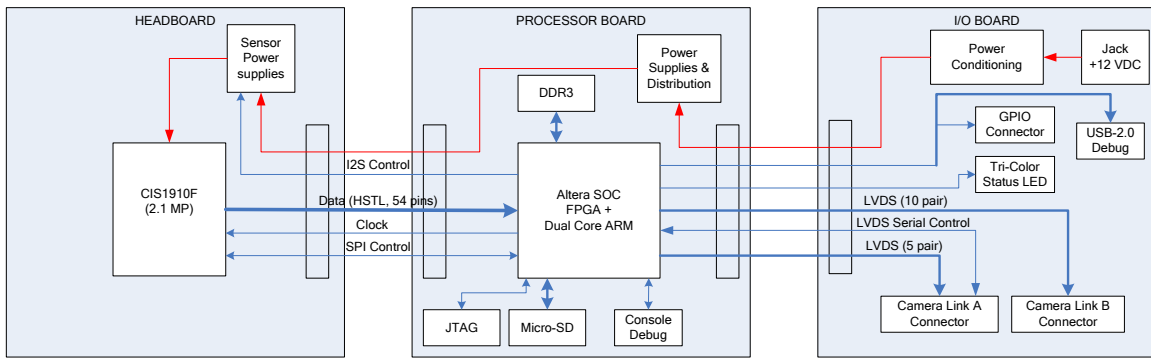 HEADBOARD
Sensor
Power
supplies
CIS1910F
(2.1 MP)
I2S Control
Data (HSTL, 54 pins)
Clock
SPI Control
PROCESSOR BOARD
Power
Supplies &
Distribution
DDR3
Altera SOC
FPGA +
Dual Core ARM
JTAG
Micro-SD
Console
Debug
I/O BOARD
Power
Conditioning
Jack
+12 VDC
GPIO
Connector
USB-2.0
Debug
Tri-Color
Status LED
LVDS (10 pair)
LVDS Serial Control
LVDS (5 pair)
Camera Link A
Connector
Camera Link B
Connector